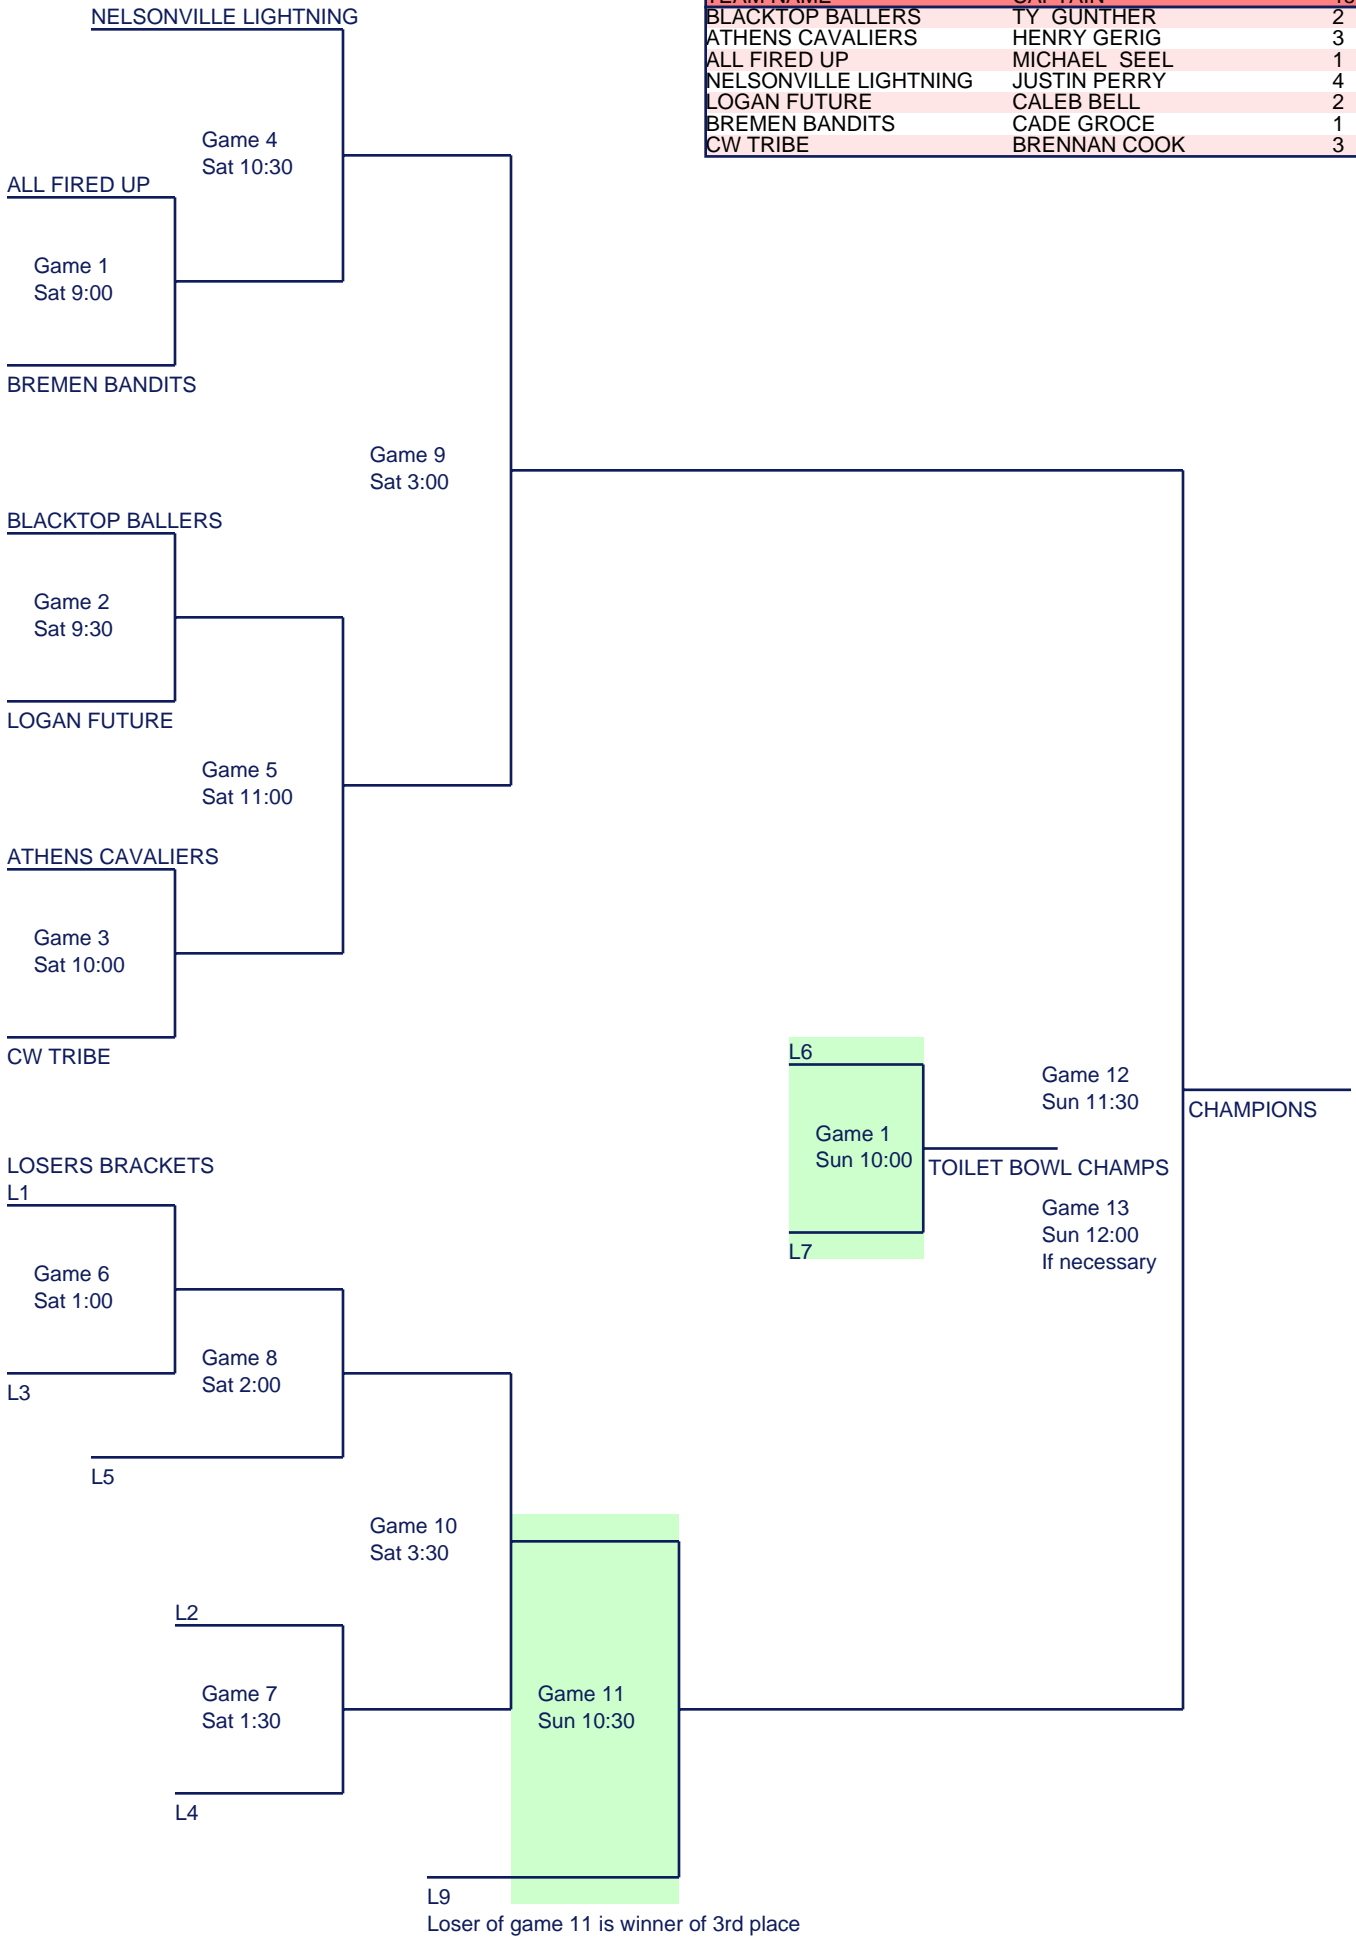 NELSONVILLE LIGHTNING
BLACKTOP BALLERS TY GUNTHER 2
ATHENS CAVALIERS HENRY GERIG 3
ALL FIRED UP MICHAEL SEEL 1
NELSONVILLE LIGHTNING JUSTIN PERRY 4
LOGAN FUTURE CALEB BELL 2
BREMEN BANDITS CADE GROCE 1
CW TRIBE BRENNAN COOK 3
Game 4
Sat 10:30
ALL FIRED UP
Game 1
Sat 9:00
BREMEN BANDITS
Game 9
Sat 3:00
BLACKTOP BALLERS
Game 2
Sat 9:30
LOGAN FUTURE
Game 5
Sat 11:00
ATHENS CAVALIERS
Game 3
Sat 10:00
CW TRIBE
L6
Game 12
Sun 11:30
CHAMPIONS
Game 1
Sun 10:00
TOILET BOWL CHAMPS
L7
Game 13
Sun 12:00
If necessary
LOSERS BRACKETS
L1
Game 6
Sat 1:00
L3
Game 8
Sat 2:00
L5
Game 10
Sat 3:30
L2
Game 7
Sat 1:30
L4
Game 11
Sun 10:30
L9
Loser of game 11 is winner of 3rd place